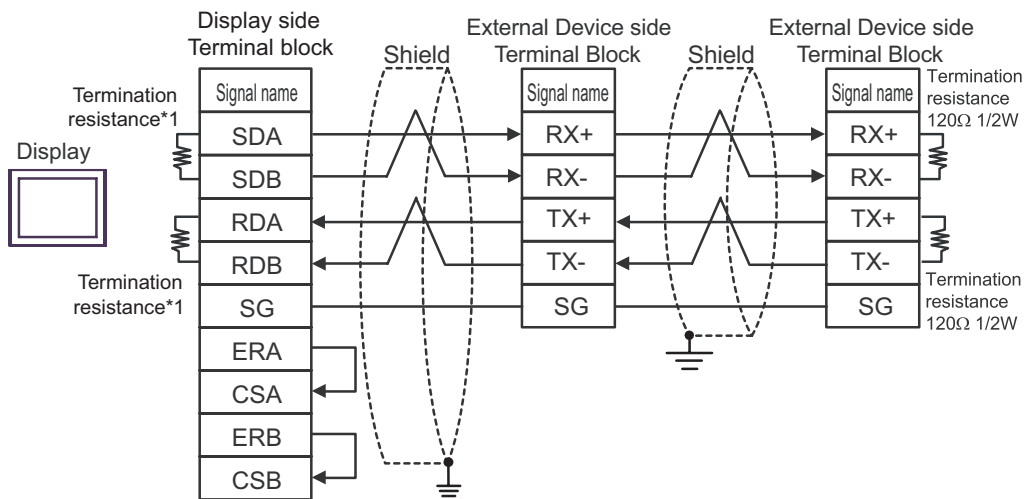 Display side
Terminal block
Shield
External Device side
Terminal Block
Shield
External Device side
Terminal Block
Termination
resistance*1
Display
Termination
resistance*1
Signal name
SDA
SDB
RDA
RDB
SG
ERA
CSA
ERB
CSB
Signal name
RX+
RX-
TX+
TX-
SG
Signal name
RX+
RX-
TX+
TX-
SG
Termination
resistance
120Ω 1/2W
Termination
resistance
120Ω 1/2W